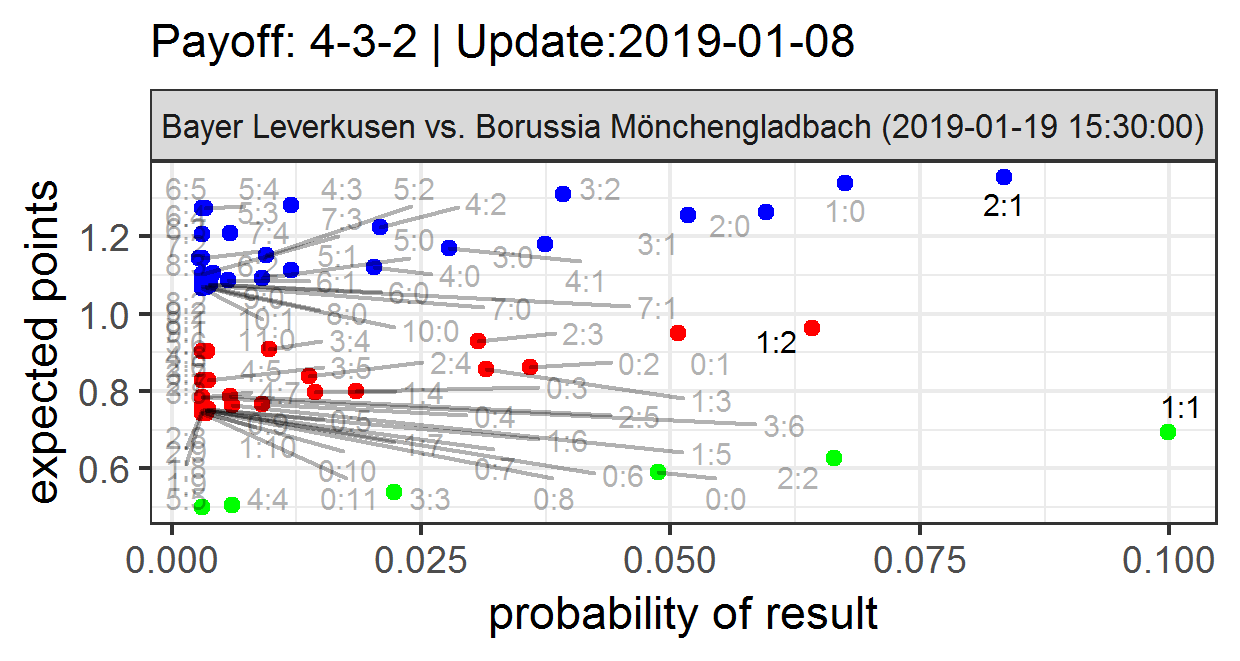 Payoff: 4-3-2 | Update:2019-01-08
Bayer Leverkusen vs. Borussia Mönchengladbach (2019-01-19 15:30:00)
expected points
1.2
1.0
0.8
0.6
6:5 5:4 4:3 5:2 3:2
4:2 1:0 2:1
5:3 7:3
7:4 5:0 2:0
5:1 3:0 3:1
6:1 4:0 4:1
9:0 6:0
8:0 7:0 7:1
10:1 10:0
11:0 3:4 2:3 1:2
4:5 3:5 2:4 0:2 0:1
4:7 1:4 0:3 1:3
0:5 0:4 2:5 3:6 1:1
1:10 1:7 1:6 1:5
0:10 0:7 0:6 2:2
5:5 4:4 0:11 3:3 0:8 0:0
0.000 0.025 0.050 0.075 0.100
probability of result